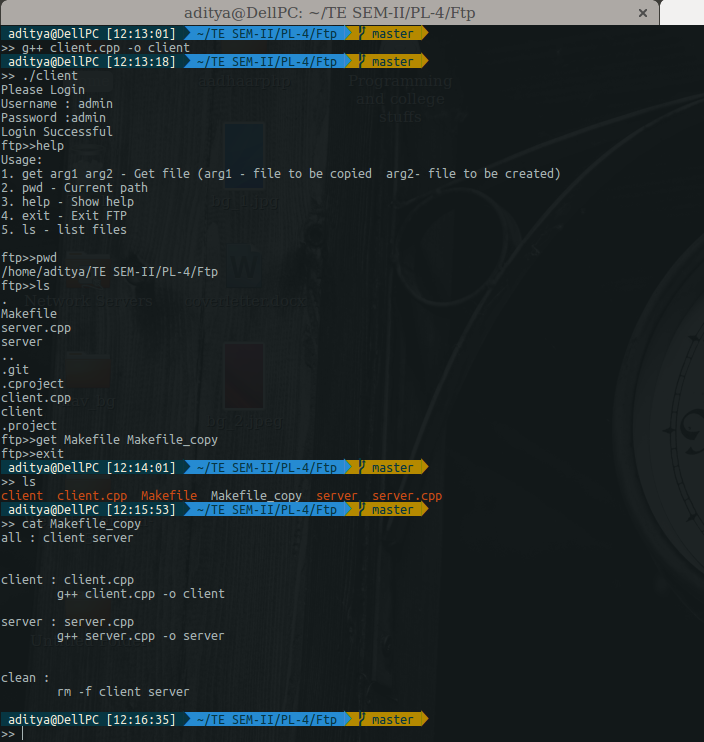 aditya@DellPC: ~/TE SEM-II/PL-4/Ftp ×
aditya@DellPC [12:13:01] ~/TE SEM-II/PL-4/Ftp master
>> g++ client.cpp -o client
aditya@DellPC [12:13:18] ~/TE SEM-II/PL-4/Ftp master
>> ./client
Please Login
Username : admin
Password :admin
Login Successful
ftp>>help
Usage:
1. get arg1 arg2 - Get file (arg1 - file to be copied  arg2- file to be created)
2. pwd - Current path
3. help - Show help
4. exit - Exit FTP
5. ls - list files
ftp>>pwd
/home/aditya/TE SEM-II/PL-4/Ftp
ftp>>ls
.
Makefile
server.cpp
server
..
.git
.cproject
client.cpp
client
.project
ftp>>get Makefile Makefile_copy
ftp>>exit
aditya@DellPC [12:14:01] ~/TE SEM-II/PL-4/Ftp master
>> ls
client  client.cpp  Makefile  Makefile_copy  server  server.cpp
aditya@DellPC [12:15:53] ~/TE SEM-II/PL-4/Ftp master
>> cat Makefile_copy
all : client server
client : client.cpp
        g++ client.cpp -o client
server : server.cpp
        g++ server.cpp -o server
clean :
        rm -f client server
aditya@DellPC [12:16:35] ~/TE SEM-II/PL-4/Ftp master
>>
Programming
and college
stuffs
Network Servers